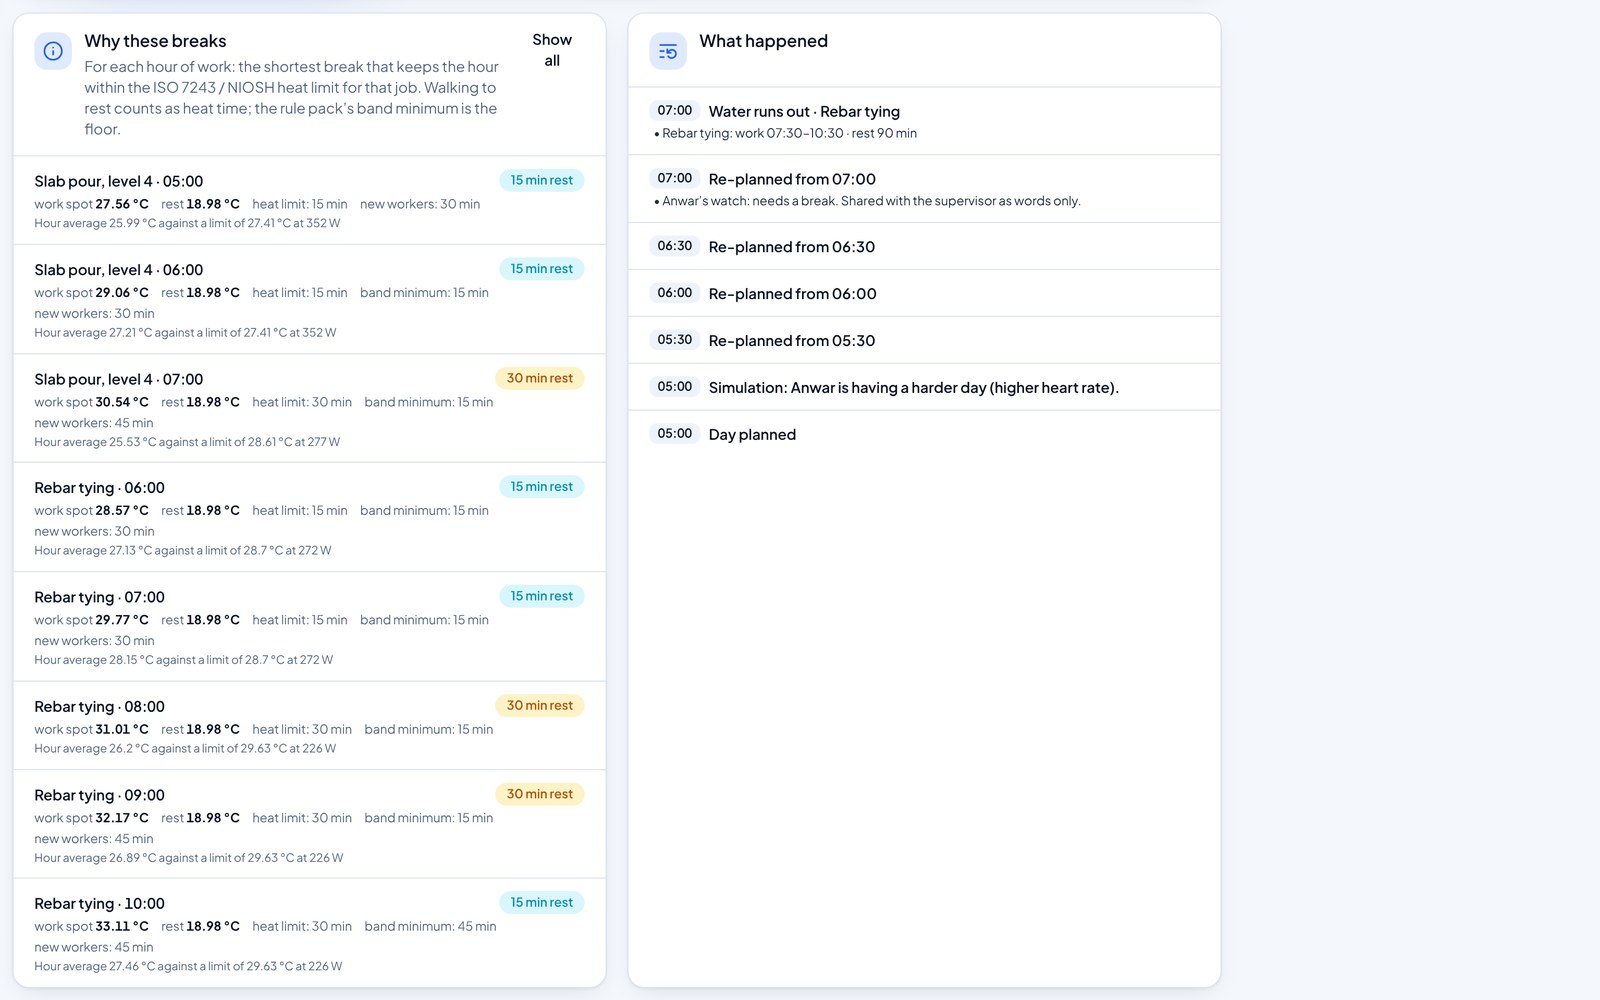 Why these breaks
Show
all
For each hour of work: the shortest break that keeps the hour
within the ISO 7243 / NIOSH heat limit for that job. Walking to
rest counts as heat time; the rule pack's band minimum is the
floor.
Slab pour, level 4 · 05:00
15 min rest
work spot 27.56 °C rest 18.98 °C heat limit: 15 min new workers: 30 min
Hour average 25.99 °C against a limit of 27.41 °C at 352 W
Slab pour, level 4 · 06:00
15 min rest
work spot 29.06 °C rest 18.98 °C heat limit: 15 min band minimum: 15 min
new workers: 30 min
Hour average 27.21 °C against a limit of 27.41 °C at 352 W
Slab pour, level 4 · 07:00
30 min rest
work spot 30.54 °C rest 18.98 °C heat limit: 30 min band minimum: 15 min
new workers: 45 min
Hour average 25.53 °C against a limit of 28.61 °C at 277 W
Rebar tying · 06:00
15 min rest
work spot 28.57 °C rest 18.98 °C heat limit: 15 min band minimum: 15 min
new workers: 30 min
Hour average 27.13 °C against a limit of 28.7 °C at 272 W
Rebar tying · 07:00
15 min rest
work spot 29.77 °C rest 18.98 °C heat limit: 15 min band minimum: 15 min
new workers: 30 min
Hour average 28.15 °C against a limit of 28.7 °C at 272 W
Rebar tying · 08:00
30 min rest
work spot 31.01 °C rest 18.98 °C heat limit: 30 min band minimum: 15 min
Hour average 26.2 °C against a limit of 29.63 °C at 226 W
Rebar tying · 09:00
30 min rest
work spot 32.17 °C rest 18.98 °C heat limit: 30 min band minimum: 15 min
new workers: 45 min
Hour average 26.89 °C against a limit of 29.63 °C at 226 W
Rebar tying · 10:00
15 min rest
work spot 33.11 °C rest 18.98 °C heat limit: 30 min band minimum: 45 min
new workers: 45 min
Hour average 27.46 °C against a limit of 29.63 °C at 226 W
What happened
07:00 Water runs out · Rebar tying
• Rebar tying: work 07:30–10:30 · rest 90 min
07:00 Re-planned from 07:00
• Anwar's watch: needs a break. Shared with the supervisor as words only.
06:30 Re-planned from 06:30
06:00 Re-planned from 06:00
05:30 Re-planned from 05:30
05:00 Simulation: Anwar is having a harder day (higher heart rate).
05:00 Day planned